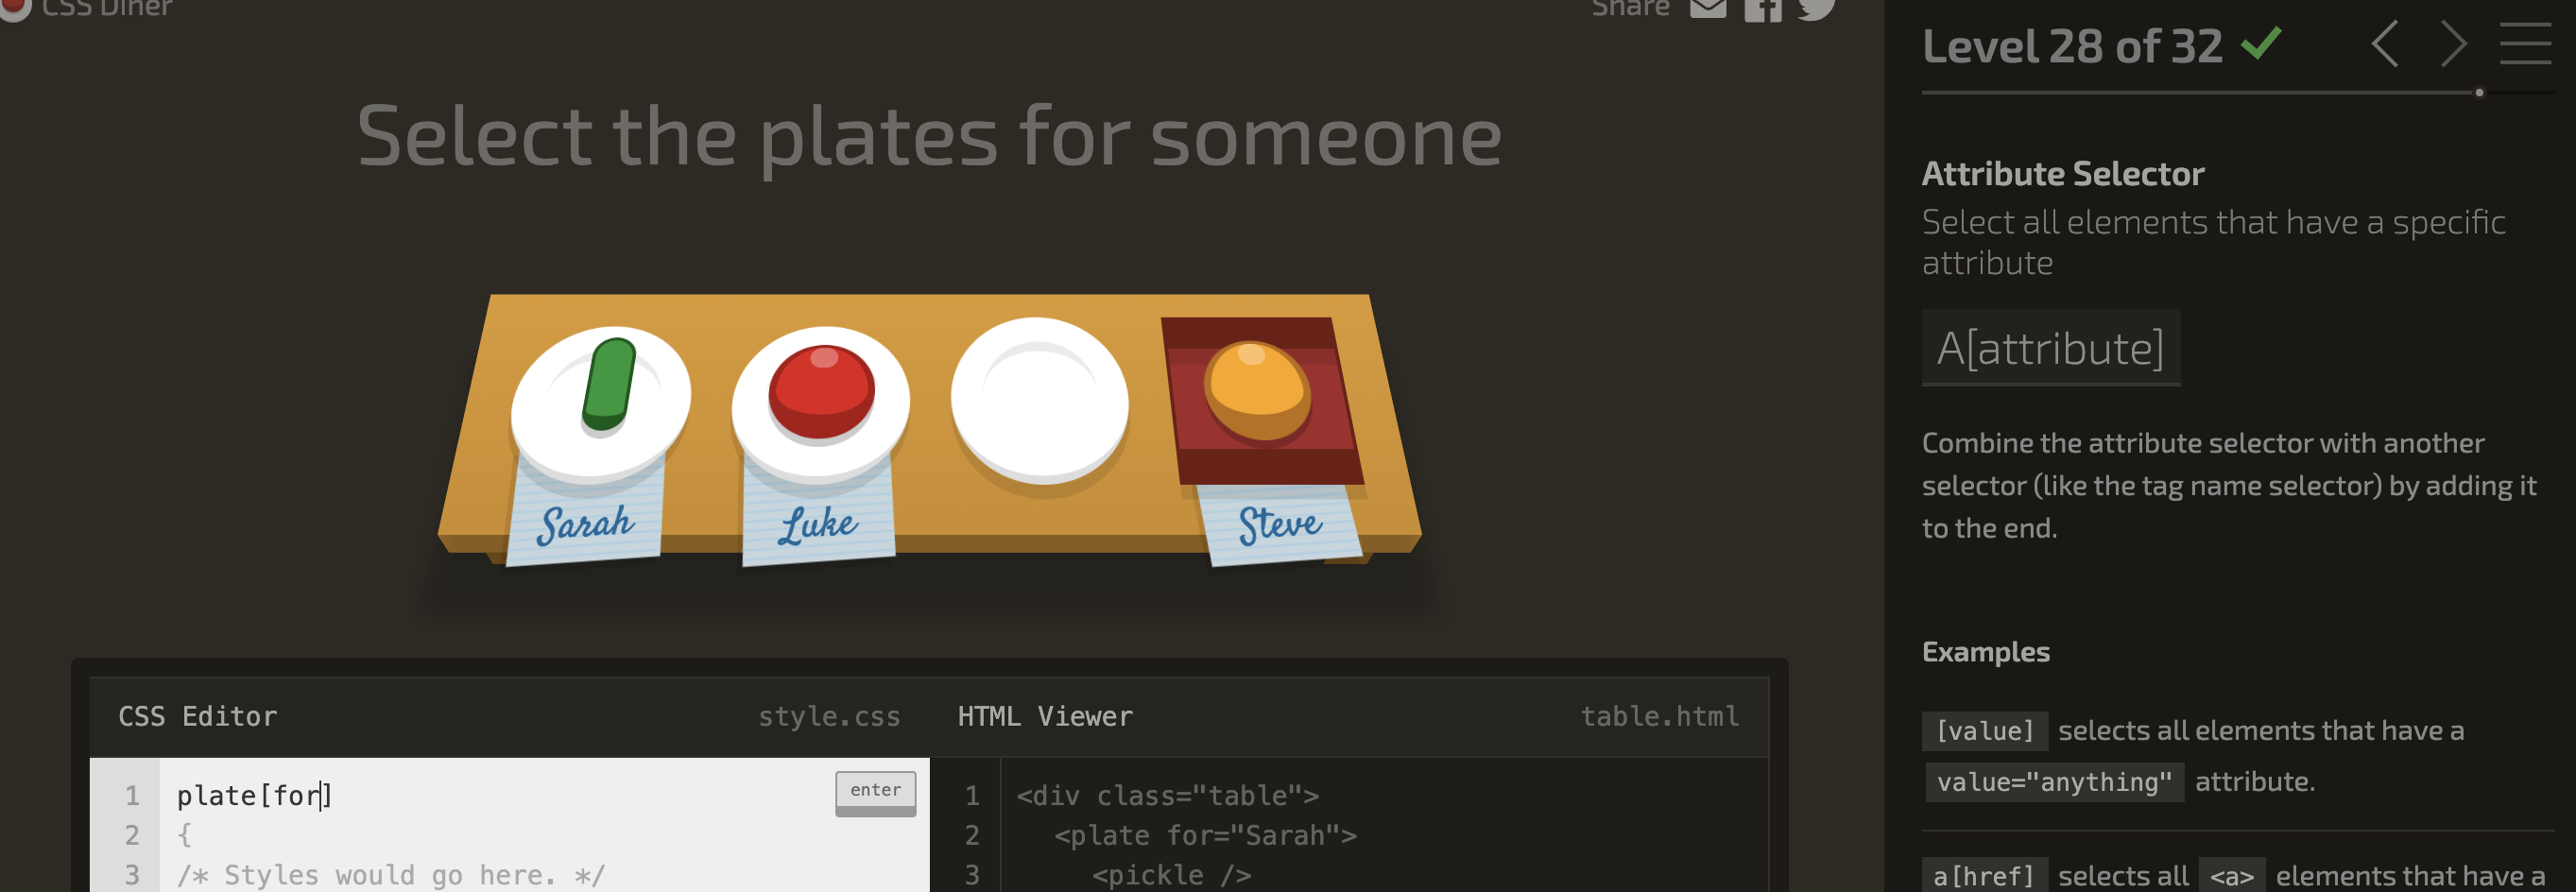 CSS Diner
Share
Select the plates for someone
Sarah
Luke
Steve
CSS Editor
style.css
1 plate[for]
enter
2 {
3 /* Styles would go here. */
HTML Viewer
table.html
1 <div class="table">
2 <plate for="Sarah">
3 <pickle />
Level 28 of 32
Attribute Selector
Select all elements that have a specific
attribute
A[attribute]
Combine the attribute selector with another
selector (like the tag name selector) by adding it
to the end.
Examples
[value] selects all elements that have a
value="anything" attribute.
a[href] selects all <a> elements that have a